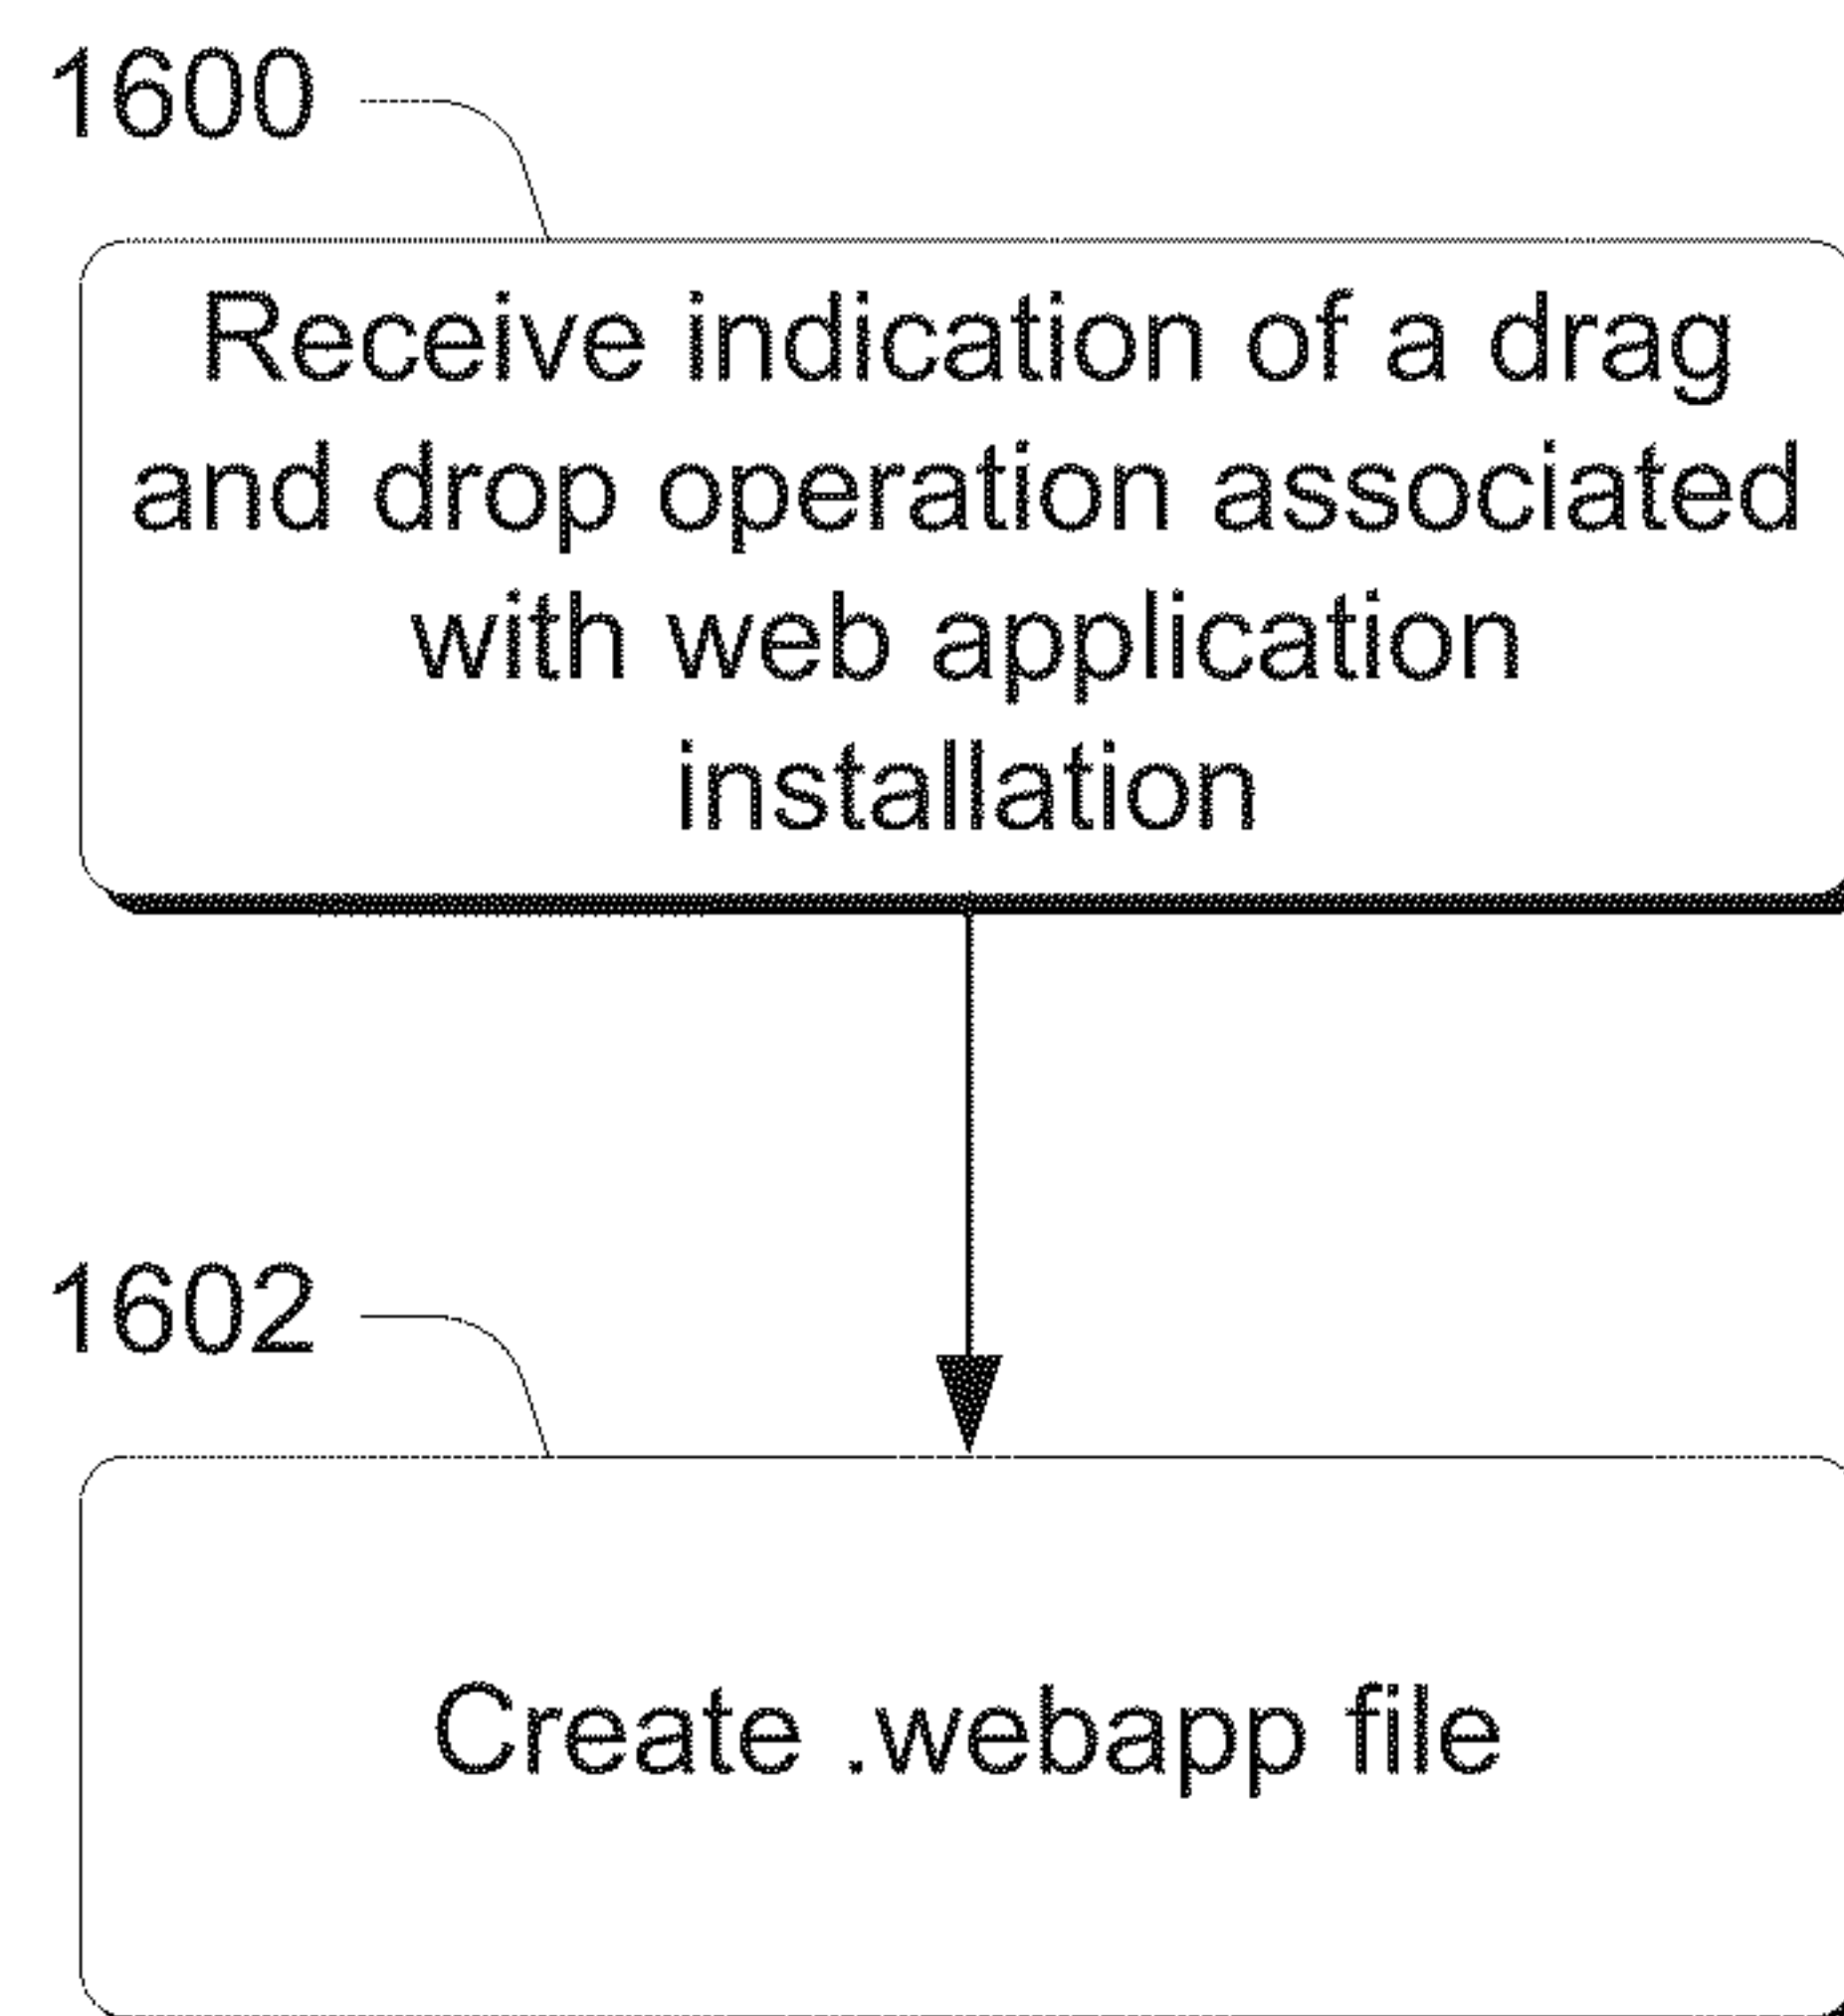 1600
Receive indication of a drag
and drop operation associated
with web application
installation
1602
Create .webapp file